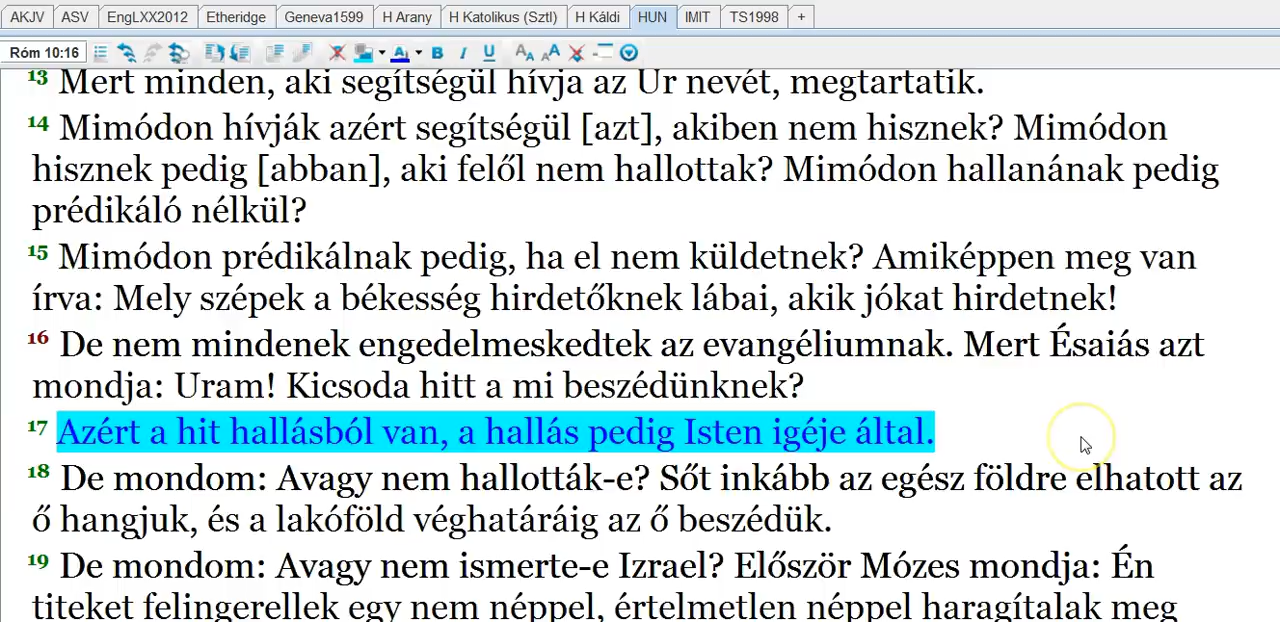 AKJV ASV EngLXX2012 Etheridge Geneva1599 H Arany H Katolikus (Sztl) H Káldi HUN IMIT TS1998 +
Róm 10:16
13 Mert minden, aki segítségül hívja az Úr nevét, megtartatik.
14 Mimódon hívják azért segítségül [azt], akiben nem hisznek? Mimódon
hisznek pedig [abban], aki felől nem hallottak? Mimódon hallanának pedig
prédikáló nélkül?
15 Mimódon prédikálnak pedig, ha el nem küldetnek? Amiképpen meg van
írva: Mely szépek a békesség hirdetőknek lábai, akik jókat hirdetnek!
16 De nem mindenek engedelmeskedtek az evangéliumnak. Mert Ésaiás azt
mondja: Uram! Kicsoda hitt a mi beszédünknek?
17 Azért a hit hallásból van, a hallás pedig Isten igéje által.
18 De mondom: Avagy nem hallották-e? Sőt inkább az egész földre elhatott az
ő hangjuk, és a lakóföld véghatáráig az ő beszédük.
19 De mondom: Avagy nem ismerte-e Izrael? Először Mózes mondja: Én
titeket felingerellek egy nem néppel, értelmetlen néppel haragítalak meg